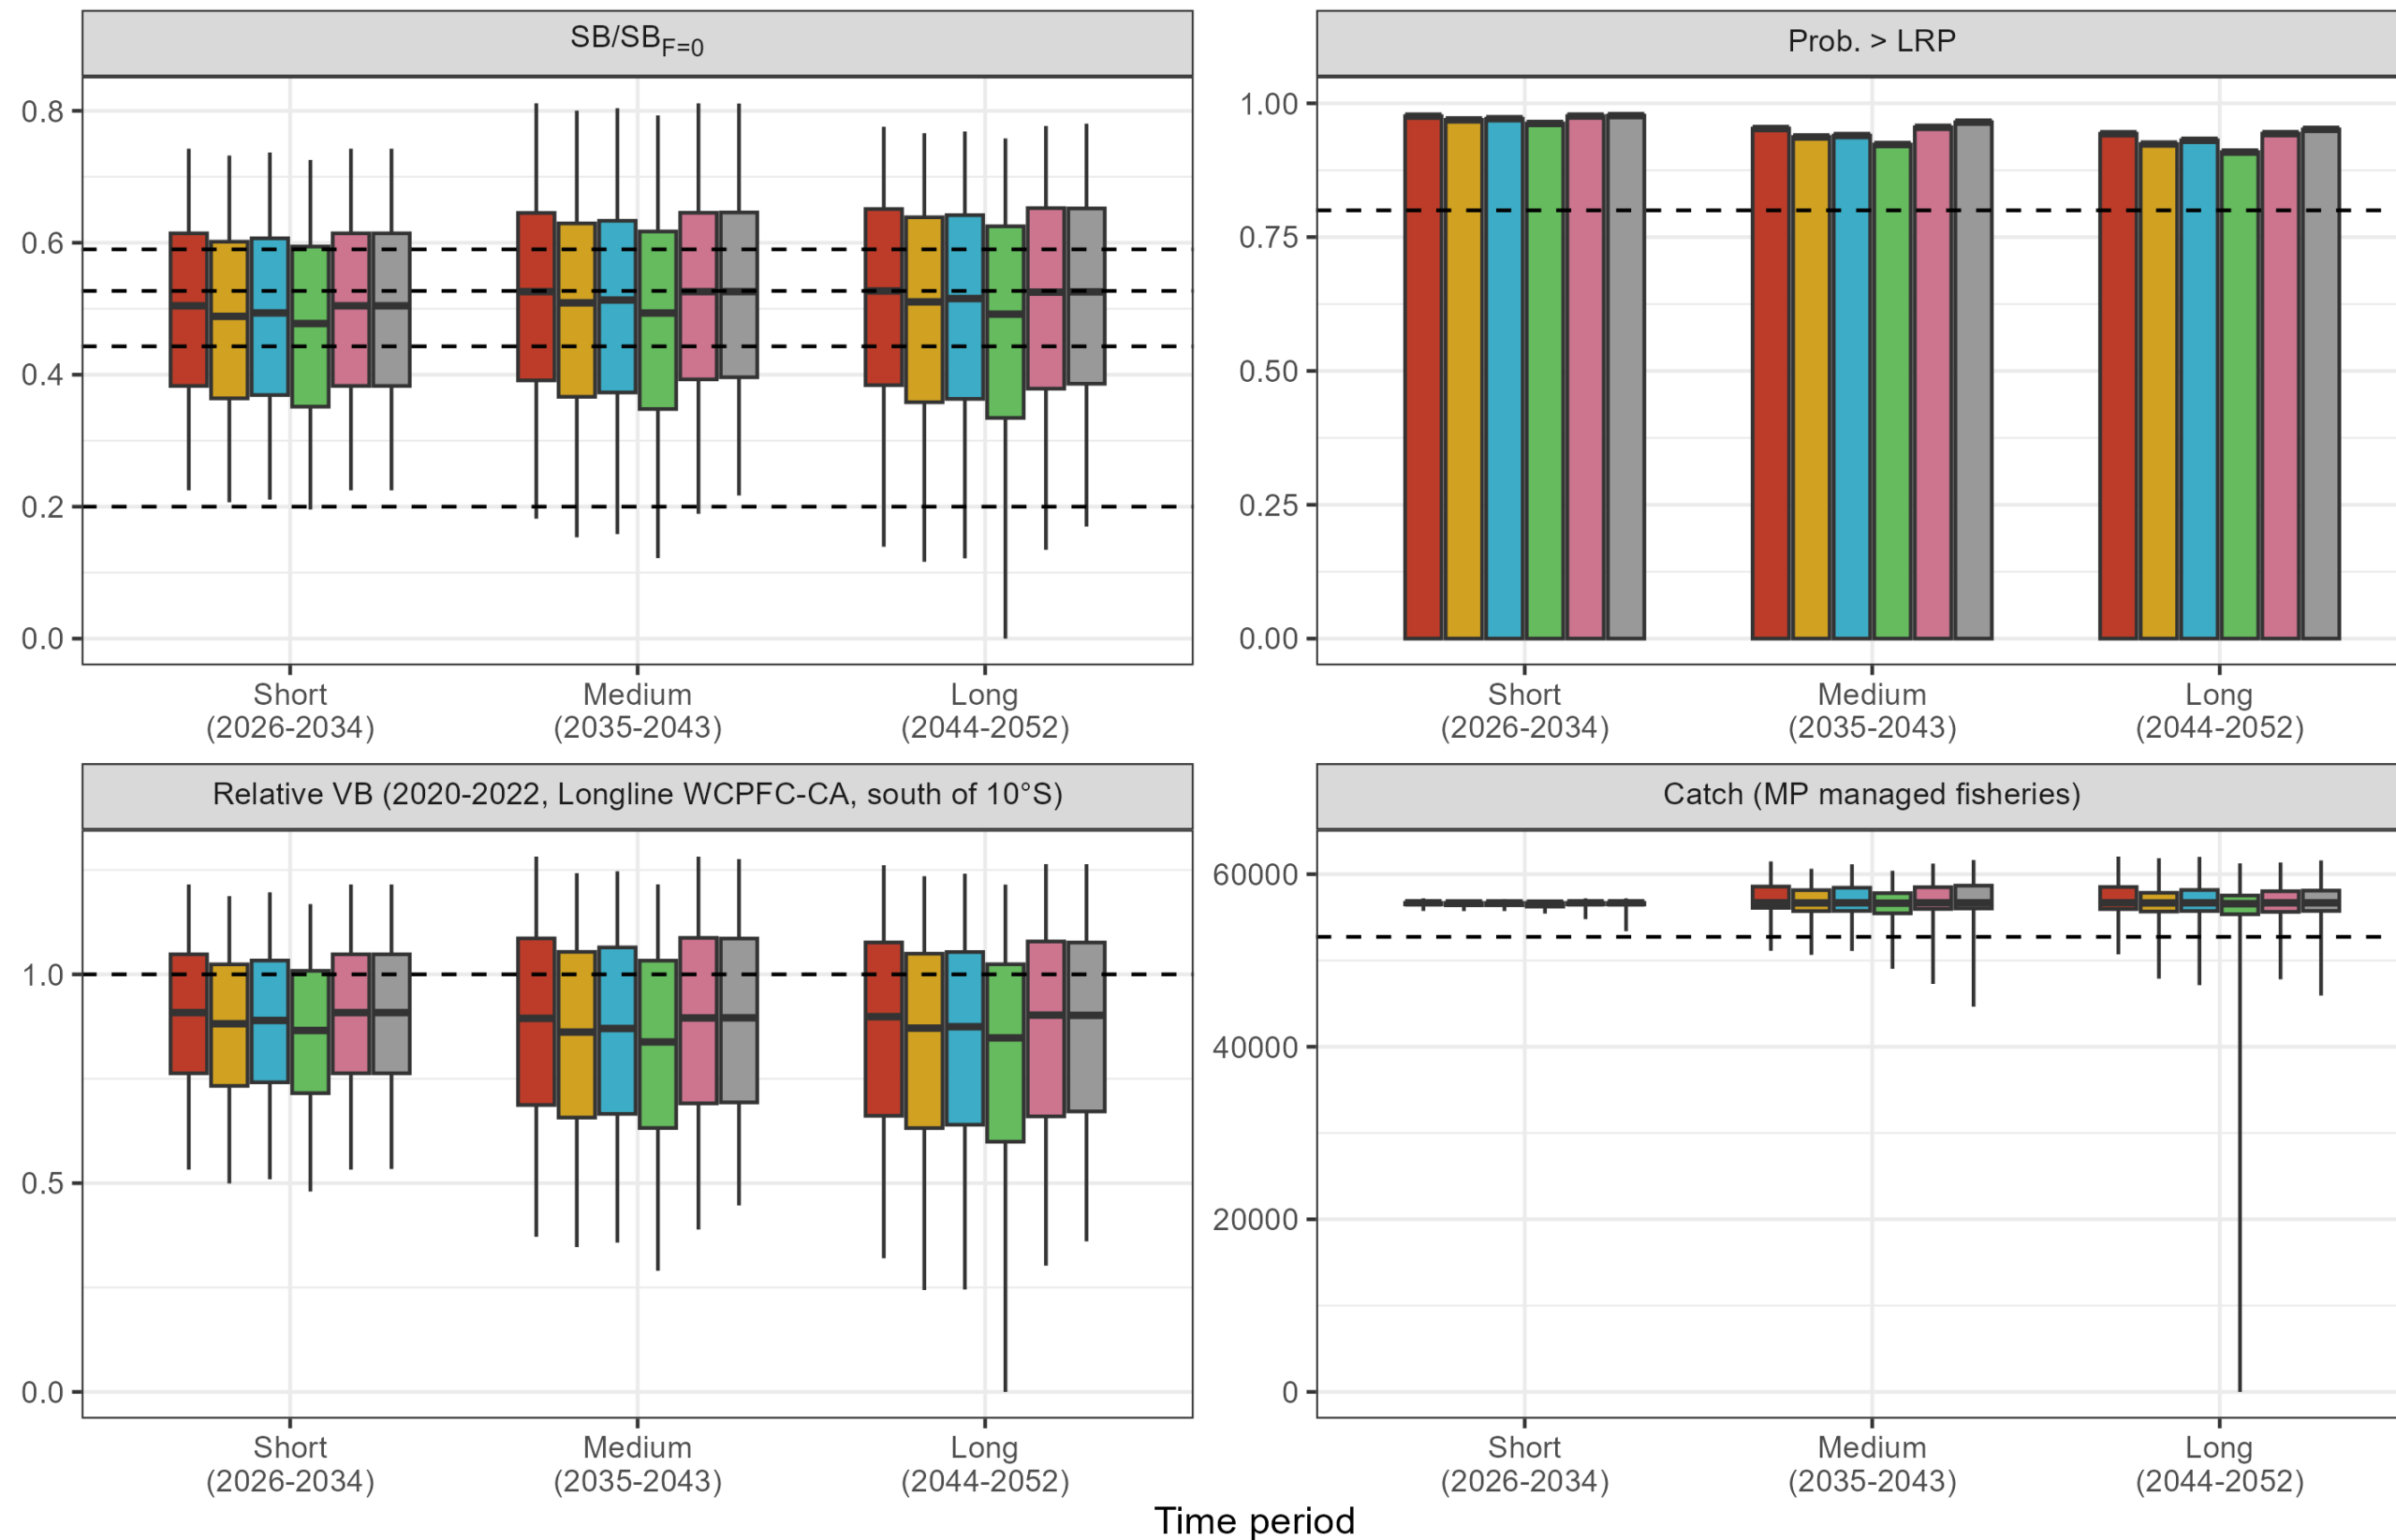 SB/SBF=0
Prob. > LRP
0.8
0.6
0.4
0.2
0.0
1.00
0.75
0.50
0.25
0.00
Short
(2026-2034)
Medium
(2035-2043)
Long
(2044-2052)
Short
(2026-2034)
Medium
(2035-2043)
Long
(2044-2052)
Relative VB (2020-2022, Longline WCPFC-CA, south of 10°S)
Catch (MP managed fisheries)
1.0
0.5
0.0
60000
40000
20000
0
Short
(2026-2034)
Medium
(2035-2043)
Long
(2044-2052)
Short
(2026-2034)
Medium
(2035-2043)
Long
(2044-2052)
Time period